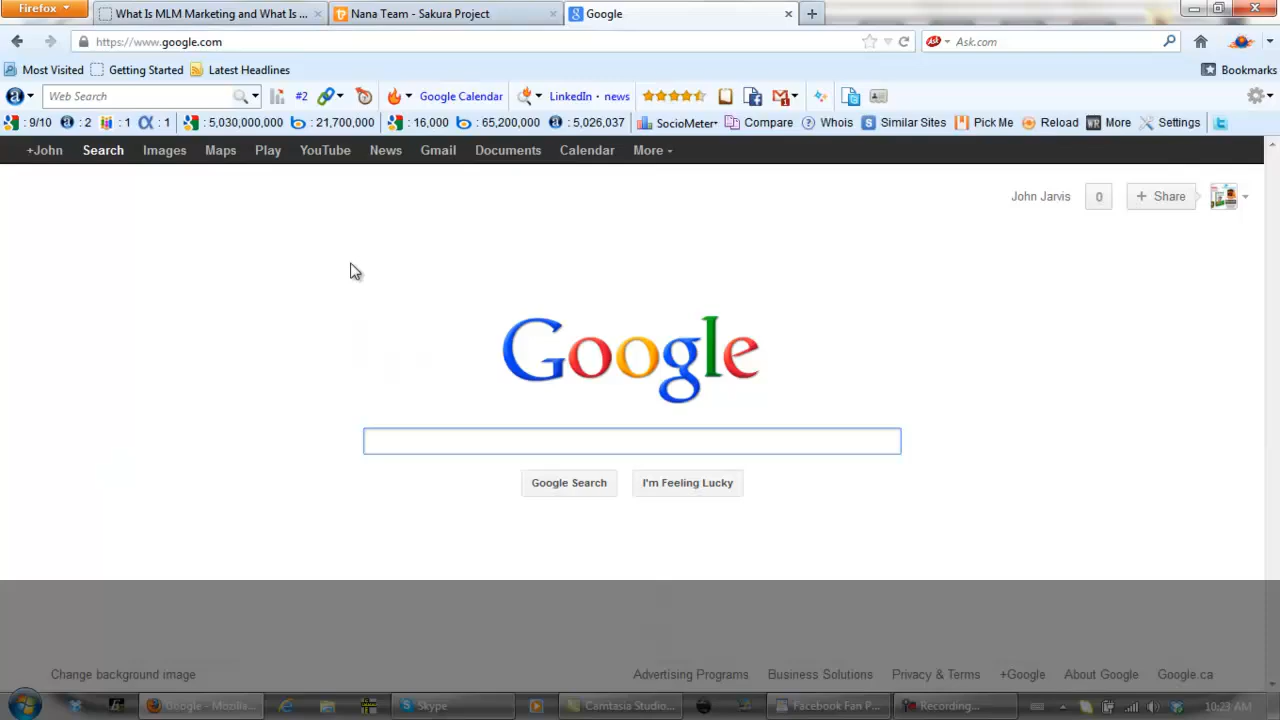 Firefox
What Is MLM Marketing and What Is ...
Nana Team - Sakura Project
Google
https://www.google.com
Ask.com
Most Visited
Getting Started
Latest Headlines
Bookmarks
Web Search
#2
Google Calendar
LinkedIn · news
: 9/10
: 2
: 1
: 1
: 5,030,000,000
: 21,700,000
: 16,000
: 65,200,000
: 5,026,037
SocioMeter
Compare
Whois
Similar Sites
Pick Me
Reload
More
Settings
+John
Search
Images
Maps
Play
YouTube
News
Gmail
Documents
Calendar
More
John Jarvis
0
+ Share
Google
Google Search
I'm Feeling Lucky
Change background image
Advertising Programs
Business Solutions
Privacy & Terms
+Google
About Google
Google.ca
Google - Mozille...
Skype
Camtasia Studio...
Facebook Fan P...
Recording...
10:23 AM